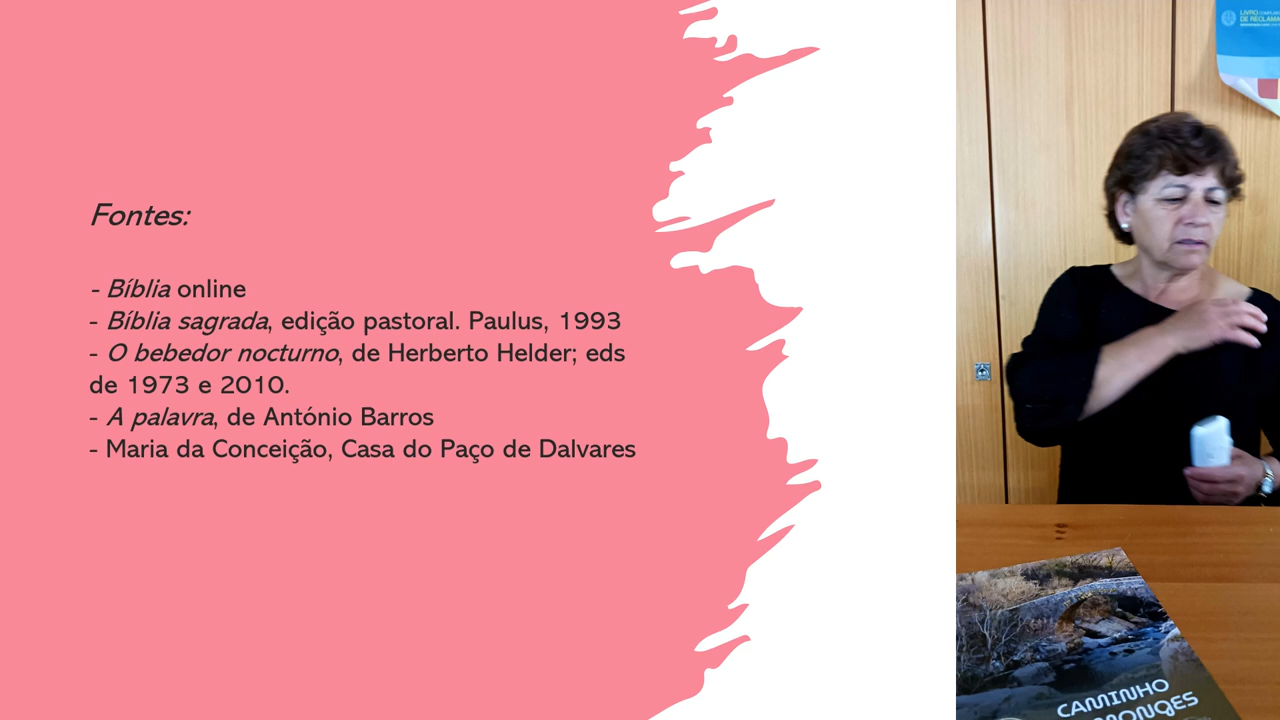 Fontes:
- Bíblia online
- Bíblia sagrada, edição pastoral. Paulus, 1993
- O bebedor nocturno, de Herberto Helder; eds
de 1973 e 2010.
- A palavra, de António Barros
- Maria da Conceição, Casa do Paço de Dalvares
LIVRO
DE RECLAMA
CAMINHO
MONGES